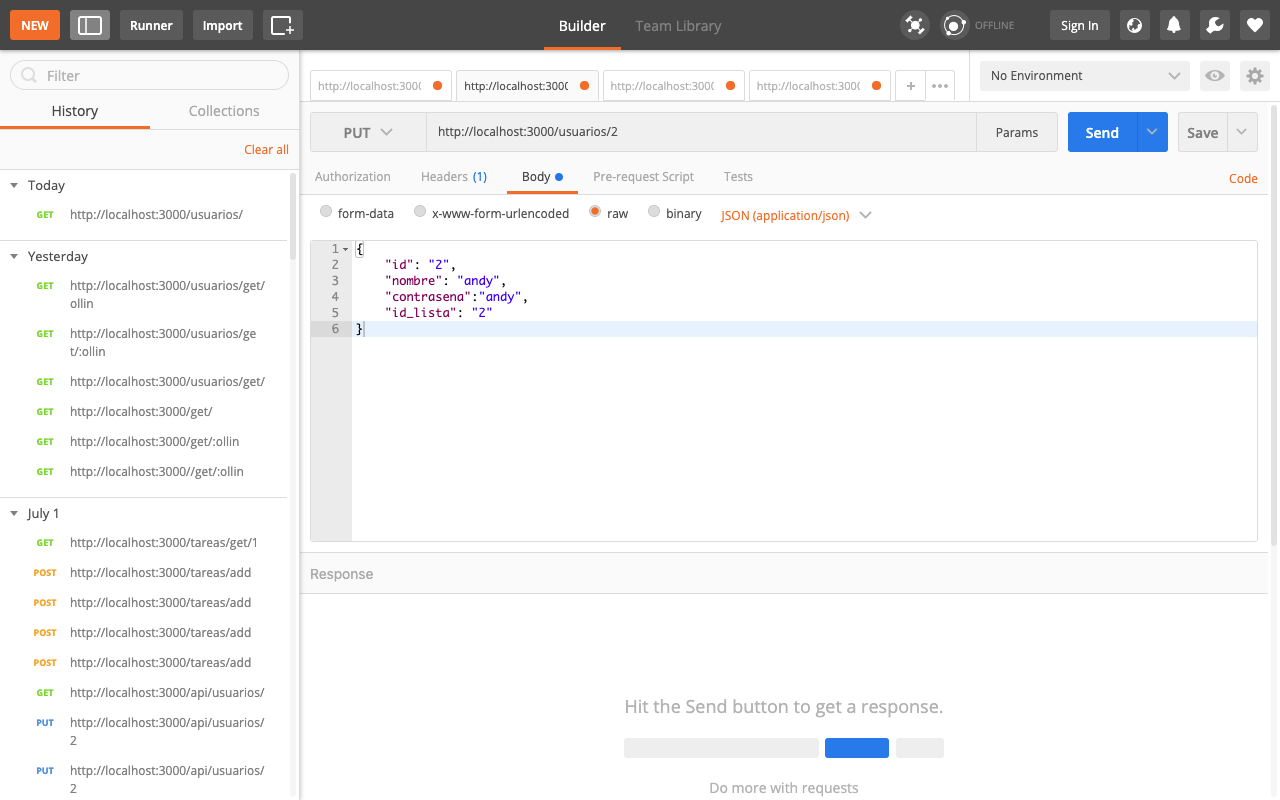 NEW
Runner
Import
Builder
Team Library
OFFLINE
Sign In
Filter
History
Collections
Clear all
Today
GET http://localhost:3000/usuarios/
Yesterday
GET http://localhost:3000/usuarios/get/
ollin
GET http://localhost:3000/usuarios/ge
t/:ollin
GET http://localhost:3000/usuarios/get/
GET http://localhost:3000/get/
GET http://localhost:3000/get/:ollin
GET http://localhost:3000//get/:ollin
July 1
GET http://localhost:3000/tareas/get/1
POST http://localhost:3000/tareas/add
POST http://localhost:3000/tareas/add
POST http://localhost:3000/tareas/add
POST http://localhost:3000/tareas/add
GET http://localhost:3000/api/usuarios/
PUT http://localhost:3000/api/usuarios/
2
PUT http://localhost:3000/api/usuarios/
2
http://localhost:3000 http://localhost:3000 http://localhost:3000 http://localhost:3000 + •••
No Environment
PUT http://localhost:3000/usuarios/2 Params Send Save
Authorization Headers (1) Body Pre-request Script Tests Code
form-data x-www-form-urlencoded raw binary JSON (application/json)
1 {
2 "id": "2",
3 "nombre": "andy",
4 "contrasena":"andy",
5 "id_lista": "2"
6 }
Response
Hit the Send button to get a response.
Do more with requests